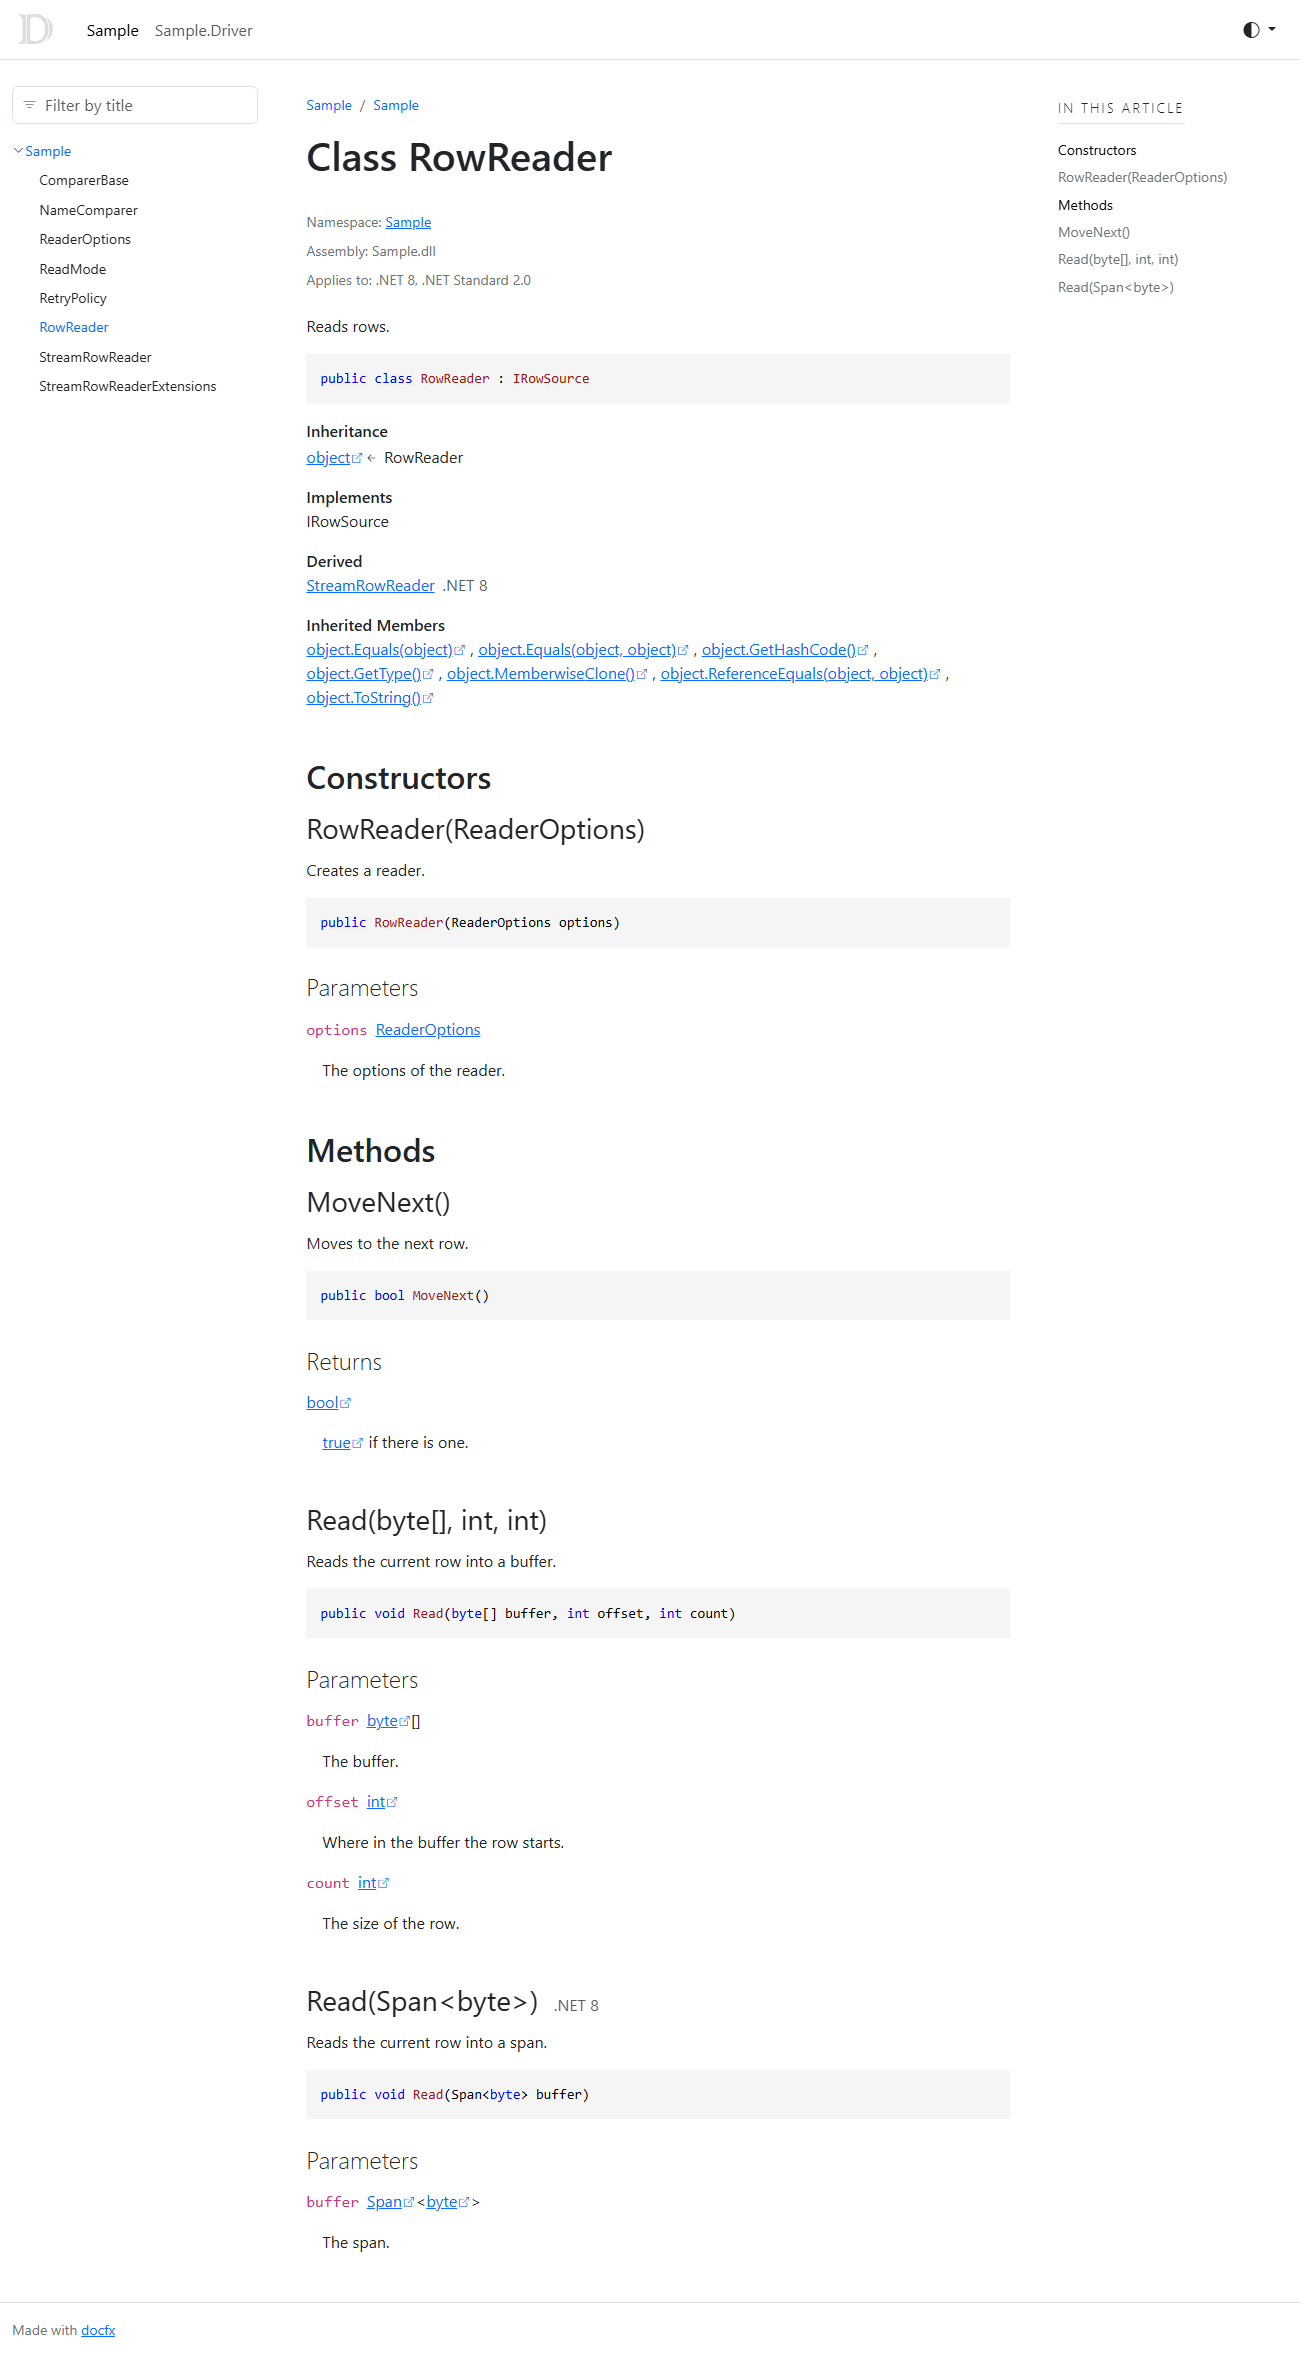 Sample Sample.Driver
Filter by title
Sample
ComparerBase
NameComparer
ReaderOptions
ReadMode
RetryPolicy
RowReader
StreamRowReader
StreamRowReaderExtensions
Sample / Sample
Class RowReader
Namespace: Sample
Assembly: Sample.dll
Applies to: .NET 8, .NET Standard 2.0
Reads rows.
public class RowReader : IRowSource
Inheritance
object ← RowReader
Implements
IRowSource
Derived
StreamRowReader .NET 8
Inherited Members
object.Equals(object) , object.Equals(object, object) , object.GetHashCode() ,
object.GetType() , object.MemberwiseClone() , object.ReferenceEquals(object, object) ,
object.ToString()
Constructors
RowReader(ReaderOptions)
Creates a reader.
public RowReader(ReaderOptions options)
Parameters
options ReaderOptions
The options of the reader.
Methods
MoveNext()
Moves to the next row.
public bool MoveNext()
Returns
bool
true if there is one.
Read(byte[], int, int)
Reads the current row into a buffer.
public void Read(byte[] buffer, int offset, int count)
Parameters
buffer byte[]
The buffer.
offset int
Where in the buffer the row starts.
count int
The size of the row.
Read(Span<byte>) .NET 8
Reads the current row into a span.
public void Read(Span<byte> buffer)
Parameters
buffer Span<byte>
The span.
IN THIS ARTICLE
Constructors
RowReader(ReaderOptions)
Methods
MoveNext()
Read(byte[], int, int)
Read(Span<byte>)
Made with docfx